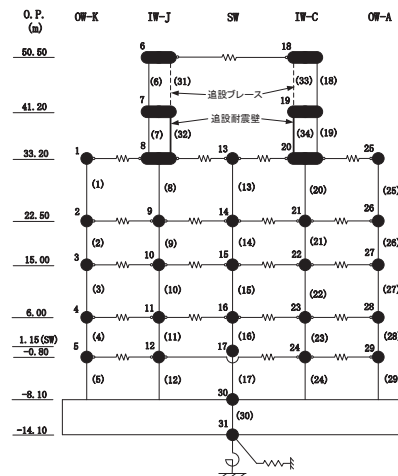 O.P. OW-K IW-J SW IW-C OW-A
(m)
50.50 6 18
(6) (31) (33) (18)
追設ブレース
41.20 7 19
追設耐震壁
(7) (32) (34) (19)
33.20 1 8 13 20 25
(1) (8) (13) (20) (25)
22.50 2 9 14 21 26
(2) (9) (14) (21) (26)
15.00 3 10 15 22 27
(3) (10) (15) (22) (27)
6.00 4 11 16 23 28
(4) (11) (16) (23) (28)
1.15(SW) 17
-0.80 5 12 24 29
(5) (12) (17) (24) (29
-8.10 30
(30)
-14.10 31